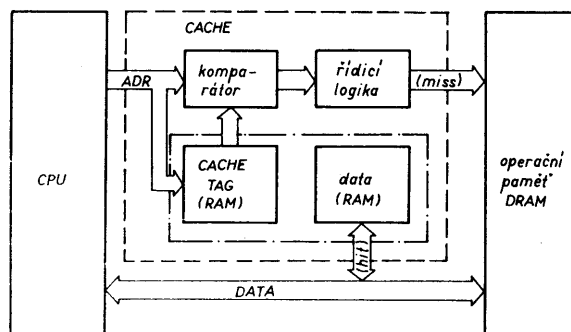 CACHE
ADR
kompa-
rátor
řídicí
logika
(miss)
CPU
CACHE
TAG
(RAM)
data
(RAM)
operační
paměť
DRAM
(hit)
DATA